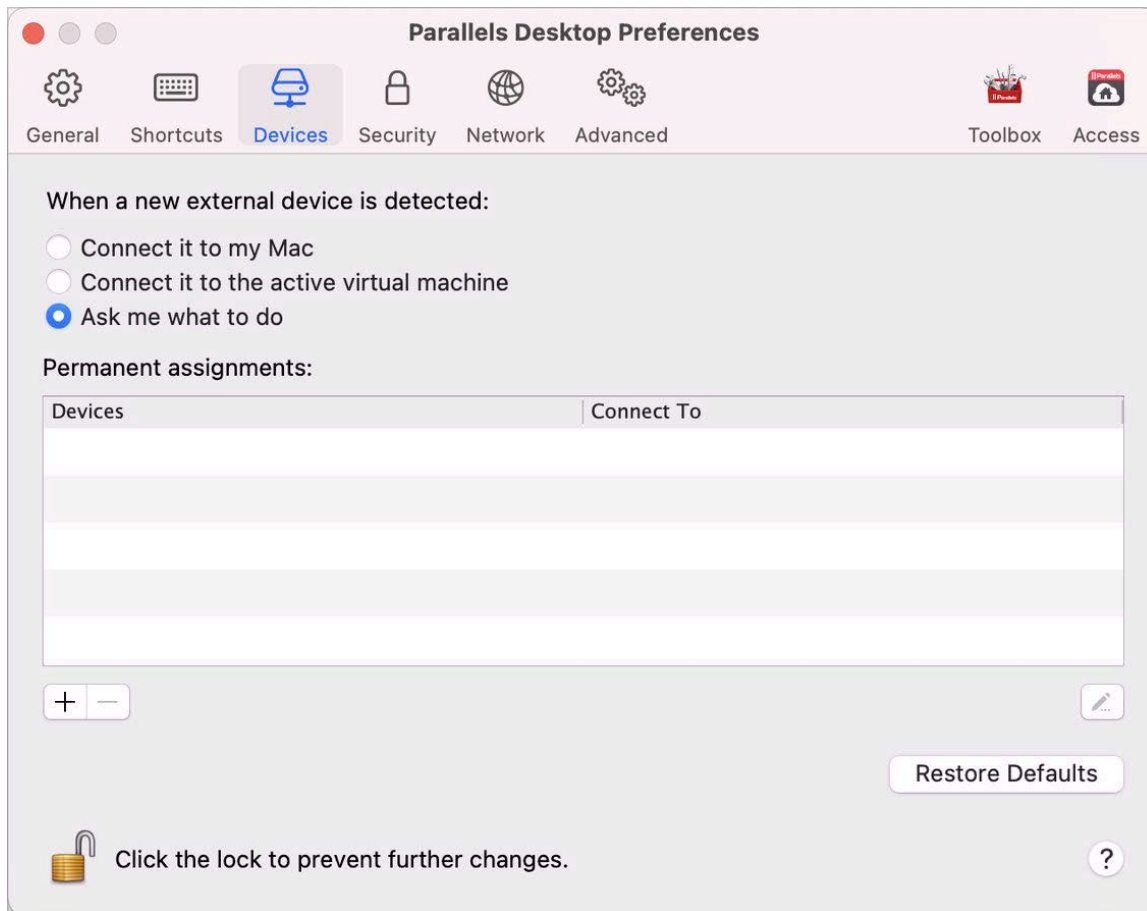 Parallels Desktop Preferences
General Shortcuts Devices Security Network Advanced Toolbox Access
When a new external device is detected:
Connect it to my Mac
Connect it to the active virtual machine
Ask me what to do
Permanent assignments:
Devices Connect To
Restore Defaults
Click the lock to prevent further changes.
?